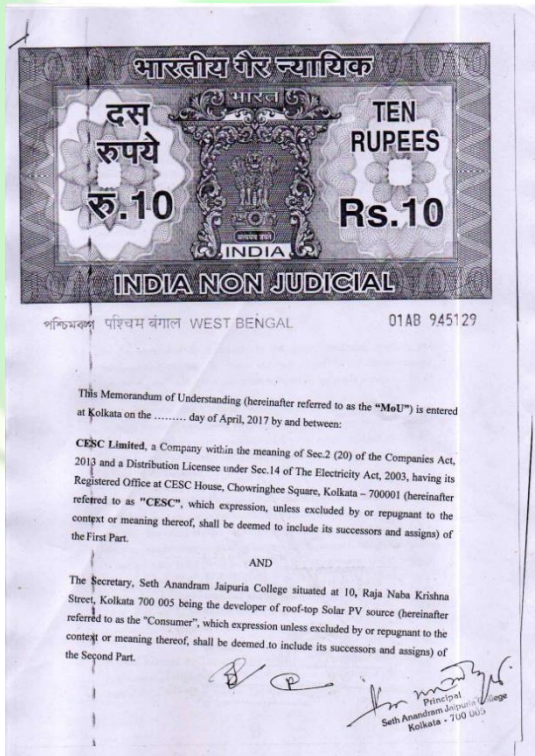 भारतीय गैर न्यायिक
भारत
दस
रुपये
रु.10
TEN
RUPEES
Rs.10
सत्यमेव जयते
INDIA
INDIA NON JUDICIAL
পশ্চিমবঙ্গ पश्चिम बंगाल WEST BENGAL
01AB 945129
This Memorandum of Understanding (hereinafter referred to as the “MoU”) is entered
at Kolkata on the ......... day of April, 2017 by and between:
CESC Limited, a Company within the meaning of Sec.2 (20) of the Companies Act,
2013 and a Distribution Licensee under Sec.14 of The Electricity Act, 2003, having its
Registered Office at CESC House, Chowringhee Square, Kolkata – 700001 (hereinafter
referred to as "CESC", which expression, unless excluded by or repugnant to the
context or meaning thereof, shall be deemed to include its successors and assigns) of
the First Part.
AND
The Secretary, Seth Anandram Jaipuria College situated at 10, Raja Naba Krishna
Street, Kolkata 700 005 being the developer of roof-top Solar PV source (hereinafter
referred to as the "Consumer", which expression unless excluded by or repugnant to the
context or meaning thereof, shall be deemed to include its successors and assigns) of
the Second Part.
Principal
Seth Anandram Jaipuria College
Kolkata - 700 005